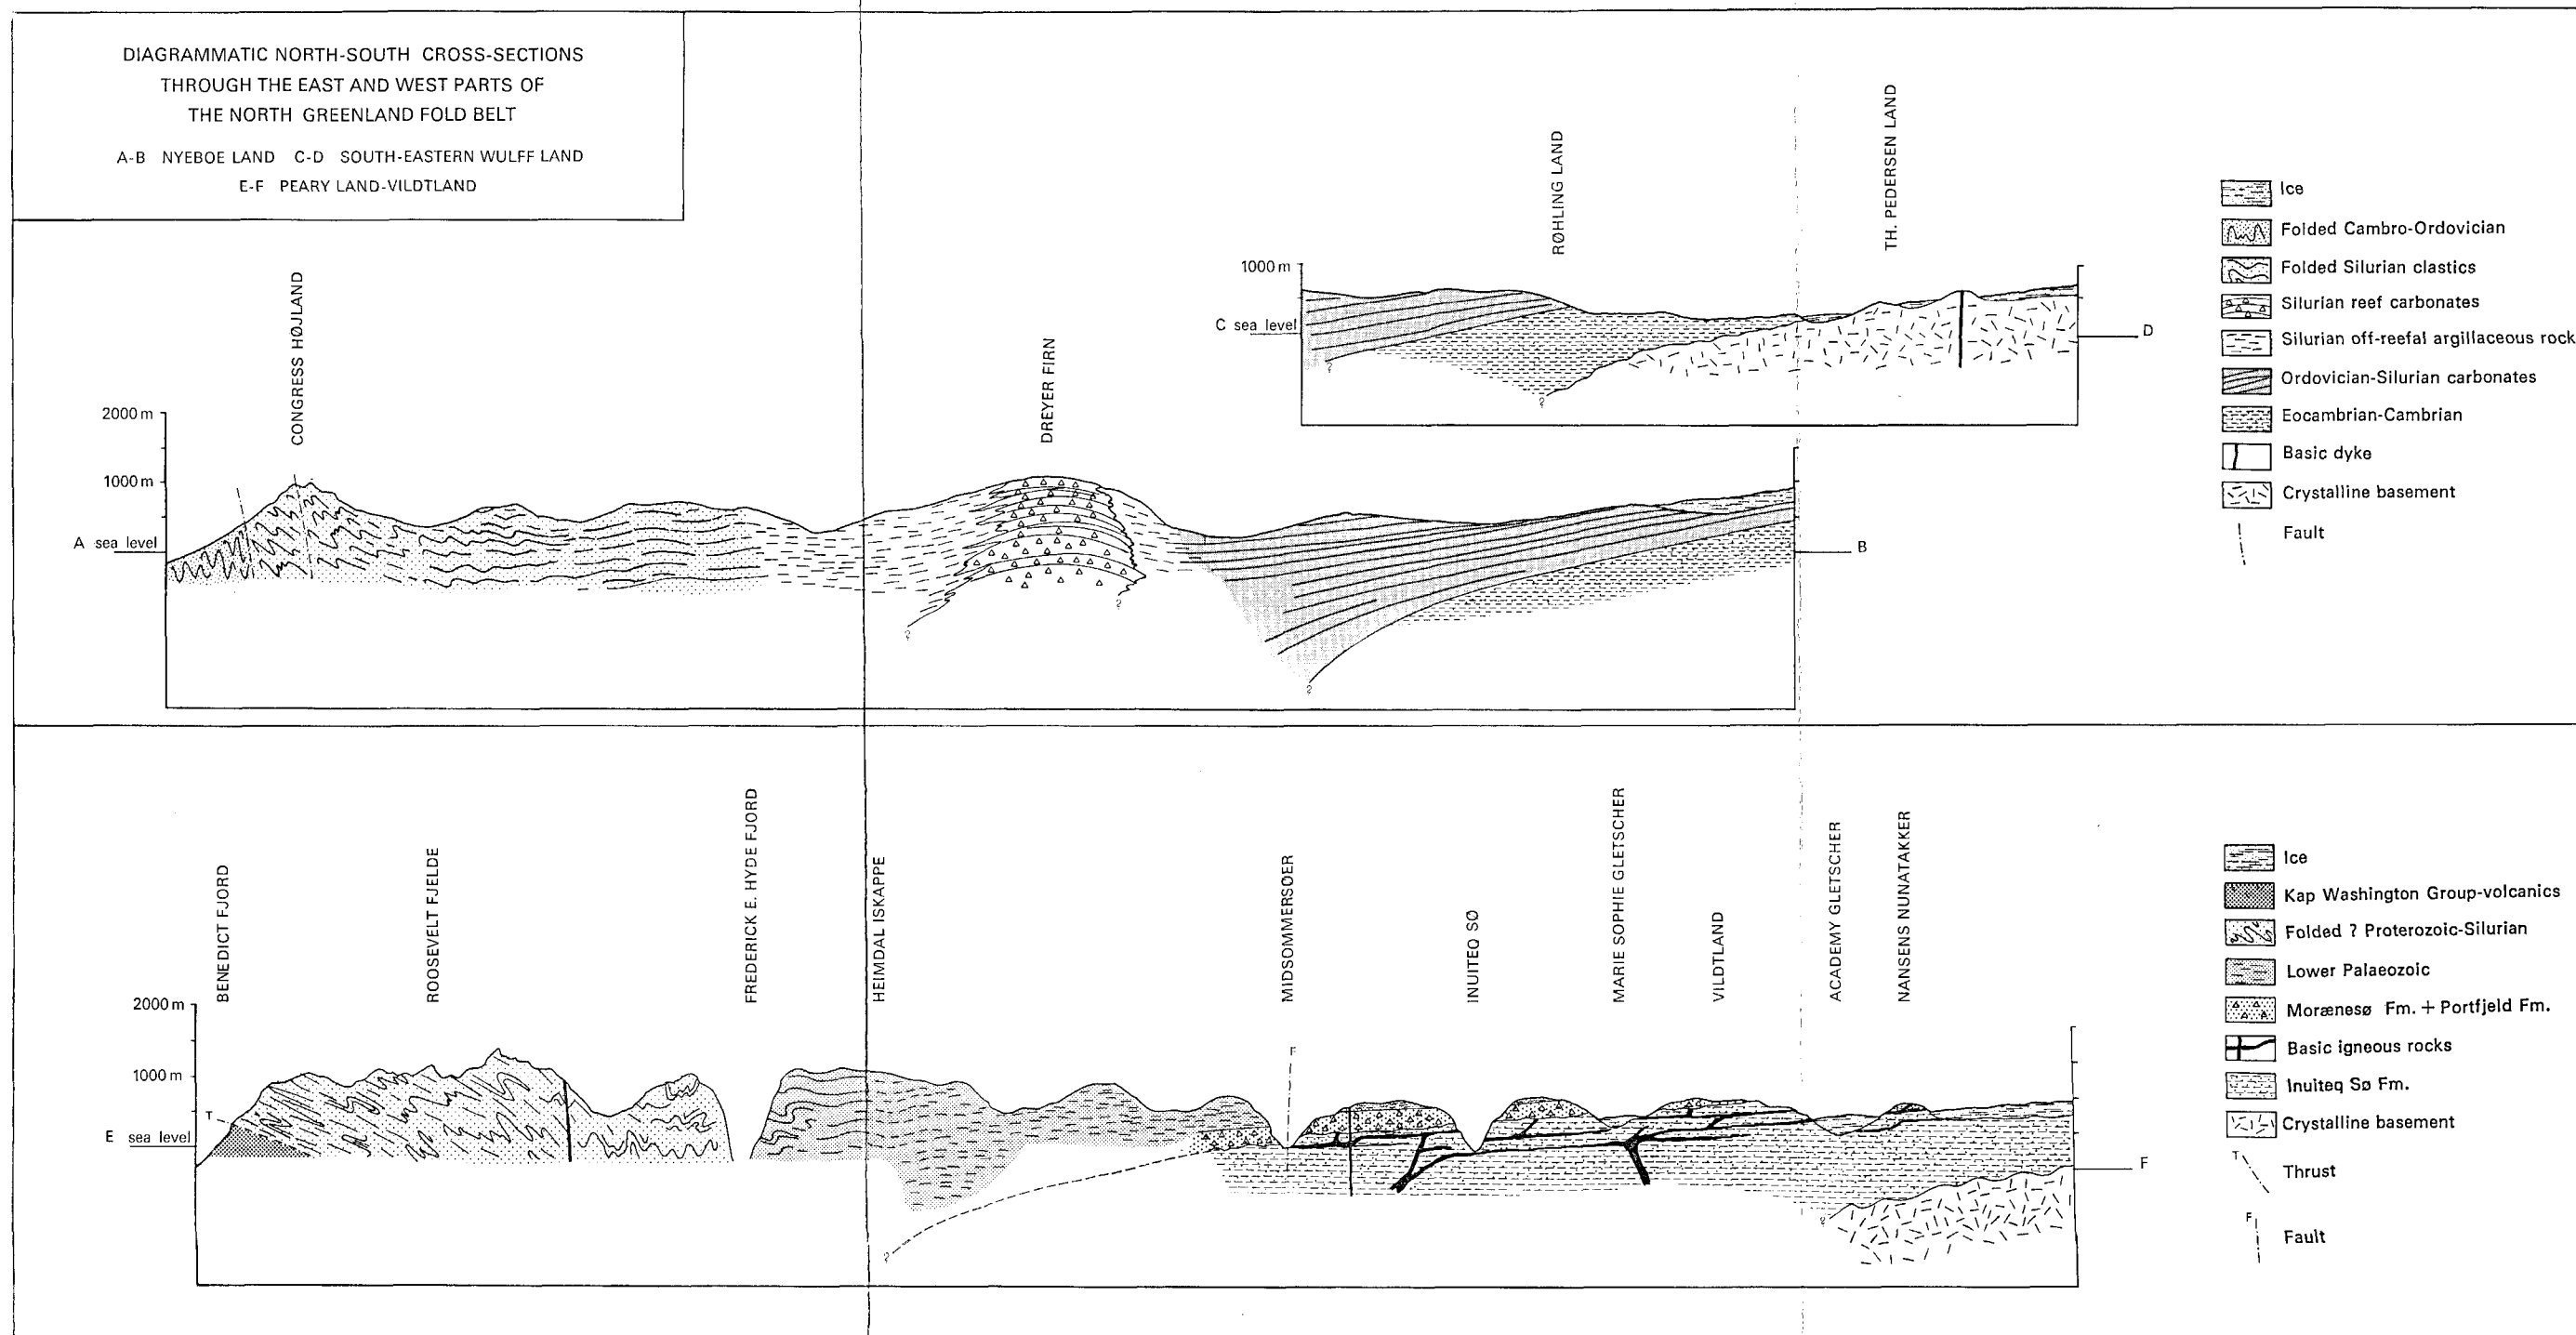 DIAGRAMMATIC NORTH-SOUTH CROSS-SECTIONS
THROUGH THE EAST AND WEST PARTS OF
THE NORTH GREENLAND FOLD BELT
A-B NYEBOE LAND C-D SOUTH-EASTERN WULFF LAND
E-F PEARY LAND-VILDTLAND
RØHLING LAND
TH. PEDERSEN LAND
1000 m
C sea level
D
?
?
CONGRESS HØJLAND
DREYER FIRN
2000 m
1000 m
A sea level
B
?
?
?
Ice
Folded Cambro-Ordovician
Folded Silurian clastics
Silurian reef carbonates
Silurian off-reefal argillaceous rock
Ordovician-Silurian carbonates
Eocambrian-Cambrian
Basic dyke
Crystalline basement
Fault
BENEDICT FJORD
ROOSEVELT FJELDE
FREDERICK E. HYDE FJORD
HEIMDAL ISKAPPE
MIDSOMMERSØER
INUITEQ SØ
MARIE SOPHIE GLETSCHER
VILDTLAND
ACADEMY GLETSCHER
NANSENS NUNATAKER
2000 m
1000 m
T
E sea level
F
F
?
?
Ice
Kap Washington Group-volcanics
Folded ? Proterozoic-Silurian
Lower Palaeozoic
Morænesø Fm. + Portfjeld Fm.
Basic igneous rocks
Inuiteq Sø Fm.
Crystalline basement
T
Thrust
F
Fault